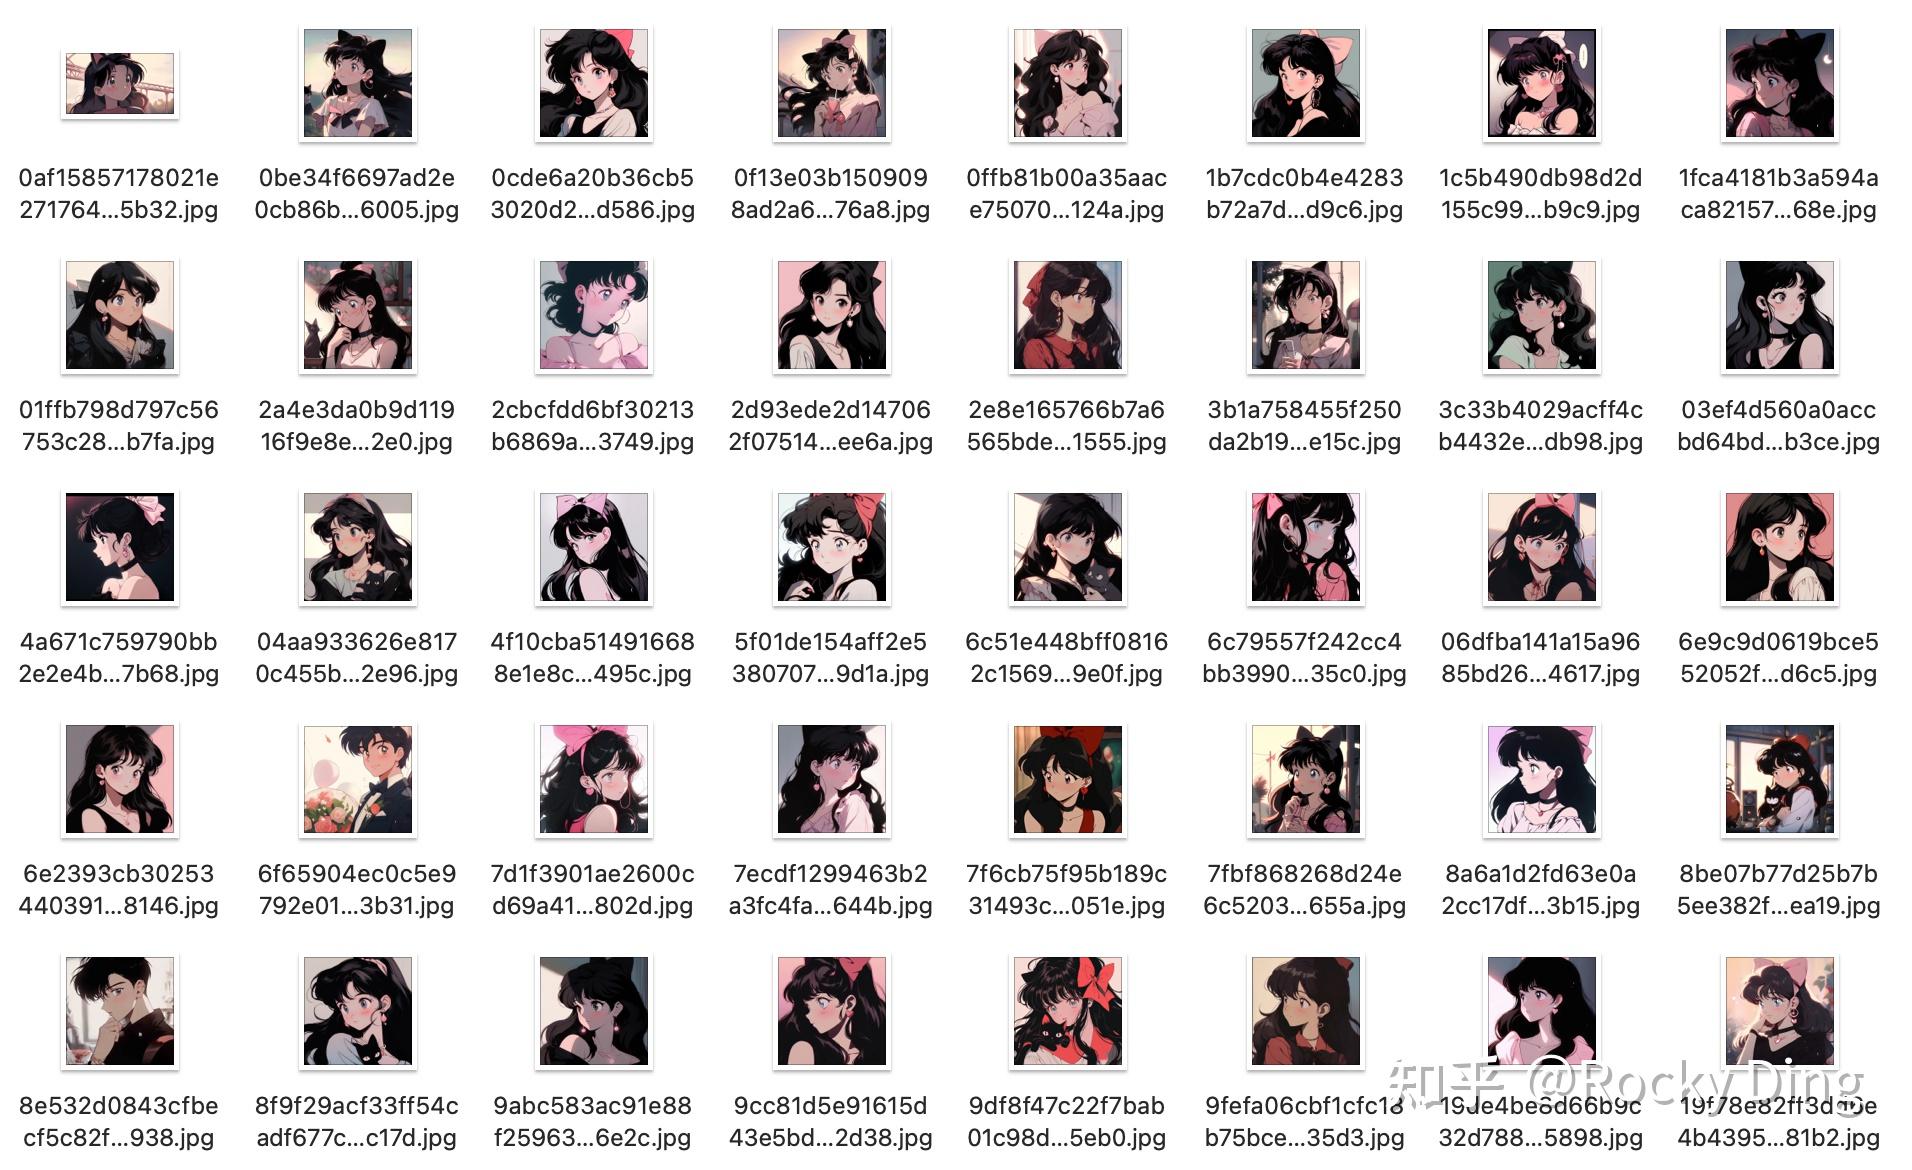 0af15857178021e 0be34f6697ad2e 0cde6a20b36cb5 0f13e03b150909 0ffb81b00a35aac 1b7cdc0b4e4283 1c5b490db98d2d 1fca4181b3a594a
271764...5b32.jpg 0cb86b...6005.jpg 3020d2...d586.jpg 8ad2a6...76a8.jpg e75070...124a.jpg b72a7d...d9c6.jpg 155c99...b9c9.jpg ca82157...68e.jpg
01ffb798d797c56 2a4e3da0b9d119 2cbcfdd6bf30213 2d93ede2d14706 2e8e165766b7a6 3b1a758455f250 3c33b4029acff4c 03ef4d560a0acc
753c28...b7fa.jpg 16f9e8e...2e0.jpg b6869a...3749.jpg 2f07514...ee6a.jpg 565bde...1555.jpg da2b19...e15c.jpg b4432e...db98.jpg bd64bd...b3ce.jpg
4a671c759790bb 04aa933626e817 4f10cba51491668 5f01de154aff2e5 6c51e448bff0816 6c79557f242cc4 06dfba141a15a96 6e9c9d0619bce5
2e2e4b...7b68.jpg 0c455b...2e96.jpg 8e1e8c...495c.jpg 380707...9d1a.jpg 2c1569...9e0f.jpg bb3990...35c0.jpg 85bd26...4617.jpg 52052f...d6c5.jpg
6e2393cb30253 6f65904ec0c5e9 7d1f3901ae2600c 7ecdf1299463b2 7f6cb75f95b189c 7fbf868268d24e 8a6a1d2fd63e0a 8be07b77d25b7b
440391...8146.jpg 792e01...3b31.jpg d69a41...802d.jpg a3fc4fa...644b.jpg 31493c...051e.jpg 6c5203...655a.jpg 2cc17df...3b15.jpg 5ee382f...ea19.jpg
8e532d0843cfbe 8f9f29acf33ff54c 9abc583ac91e88 9cc81d5e91615d 9df8f47c22f7bab 9fefa06cbf1cfc18
cf5c82f...938.jpg adf677c...c17d.jpg f25963...6e2c.jpg 43e5bd...2d38.jpg 01c98d...5eb0.jpg b75bce...35d3.jpg 32d788...5898.jpg 4b4395...81b2.jpg
知乎 @RockyDing